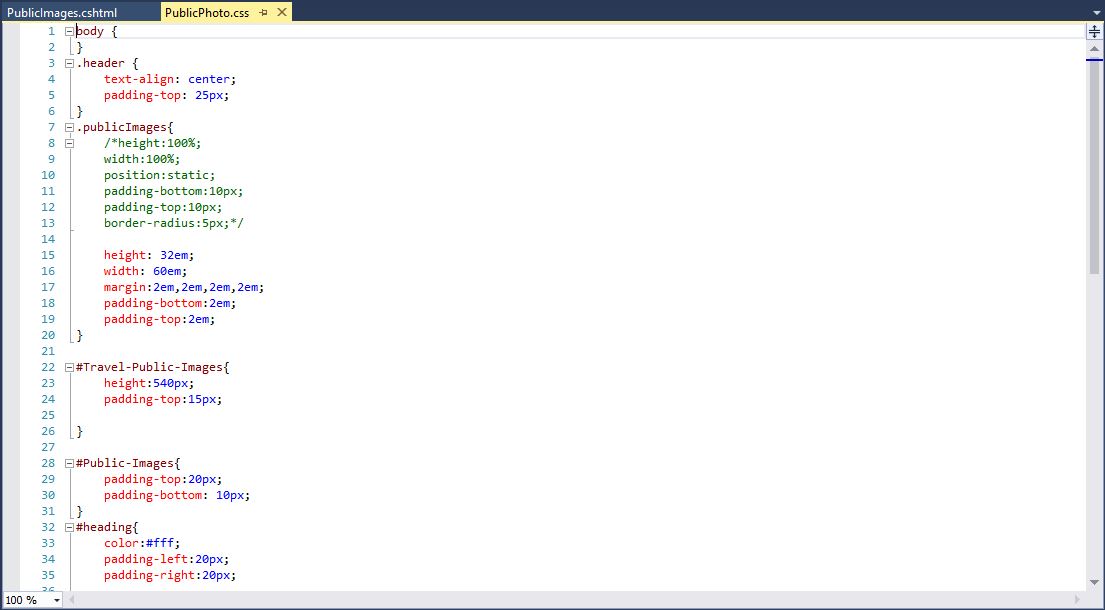 PublicImages.cshtml
PublicPhoto.css
1 body {
2 }
3 .header {
4 text-align: center;
5 padding-top: 25px;
6 }
7 .publicImages{
8 /*height:100%;
9 width:100%;
10 position:static;
11 padding-bottom:10px;
12 padding-top:10px;
13 border-radius:5px;*/
14
15 height: 32em;
16 width: 60em;
17 margin:2em,2em,2em,2em;
18 padding-bottom:2em;
19 padding-top:2em;
20 }
21
22 #Travel-Public-Images{
23 height:540px;
24 padding-top:15px;
25
26 }
27
28 #Public-Images{
29 padding-top:20px;
30 padding-bottom: 10px;
31 }
32 #heading{
33 color:#fff;
34 padding-left:20px;
35 padding-right:20px;
36
100 %